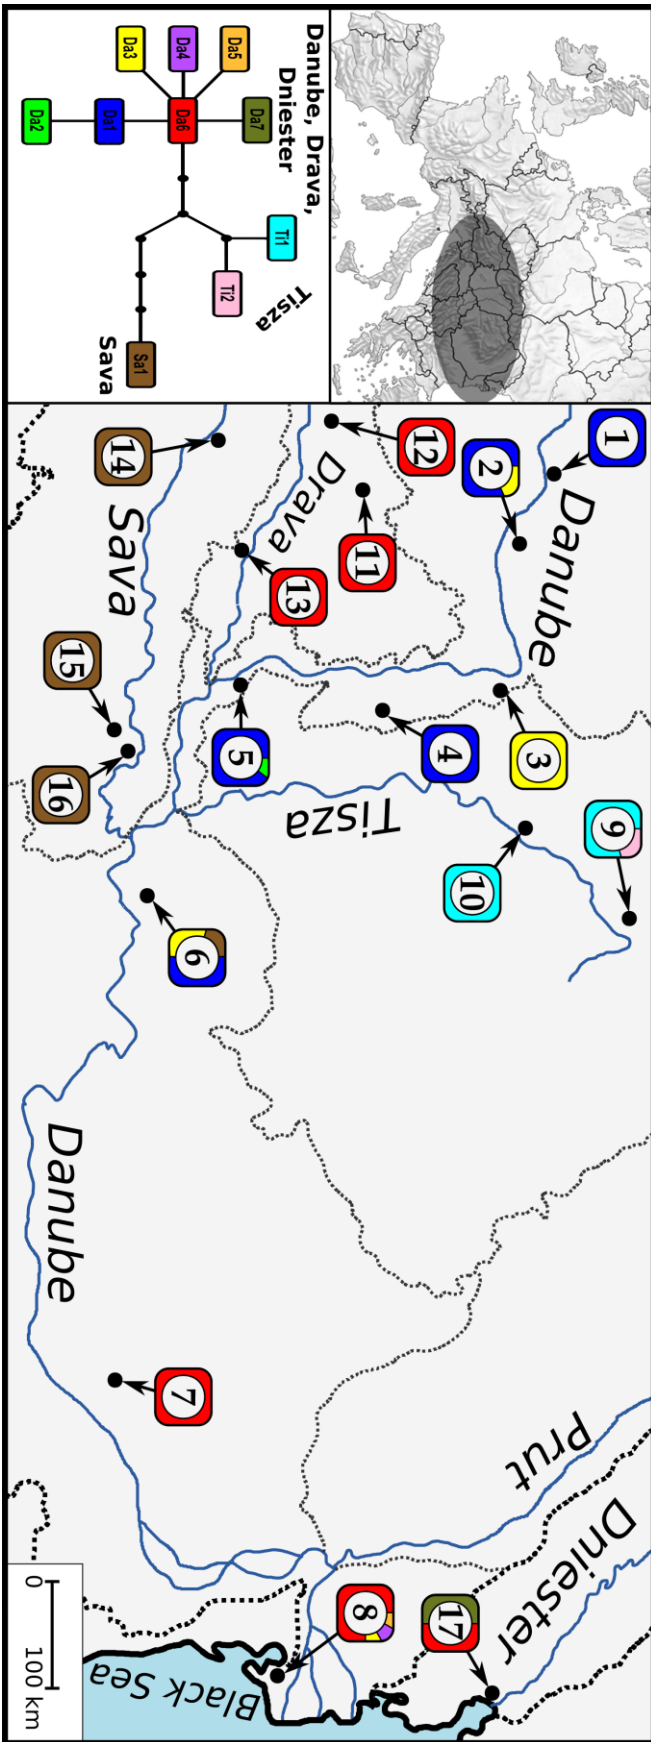 Danube, Drava,
Dniester
Da5
Da7
Da4
Da6
Da3
Da1
Da2
Ti1
Ti2
Tisza
Sa1
Sava
1
Danube
2
3
9
12
Drava
11
4
10
13
5
Tisza
14
Sava
15
16
6
Danube
7
Prut
Dniester
17
8
Black Sea
0 100 km